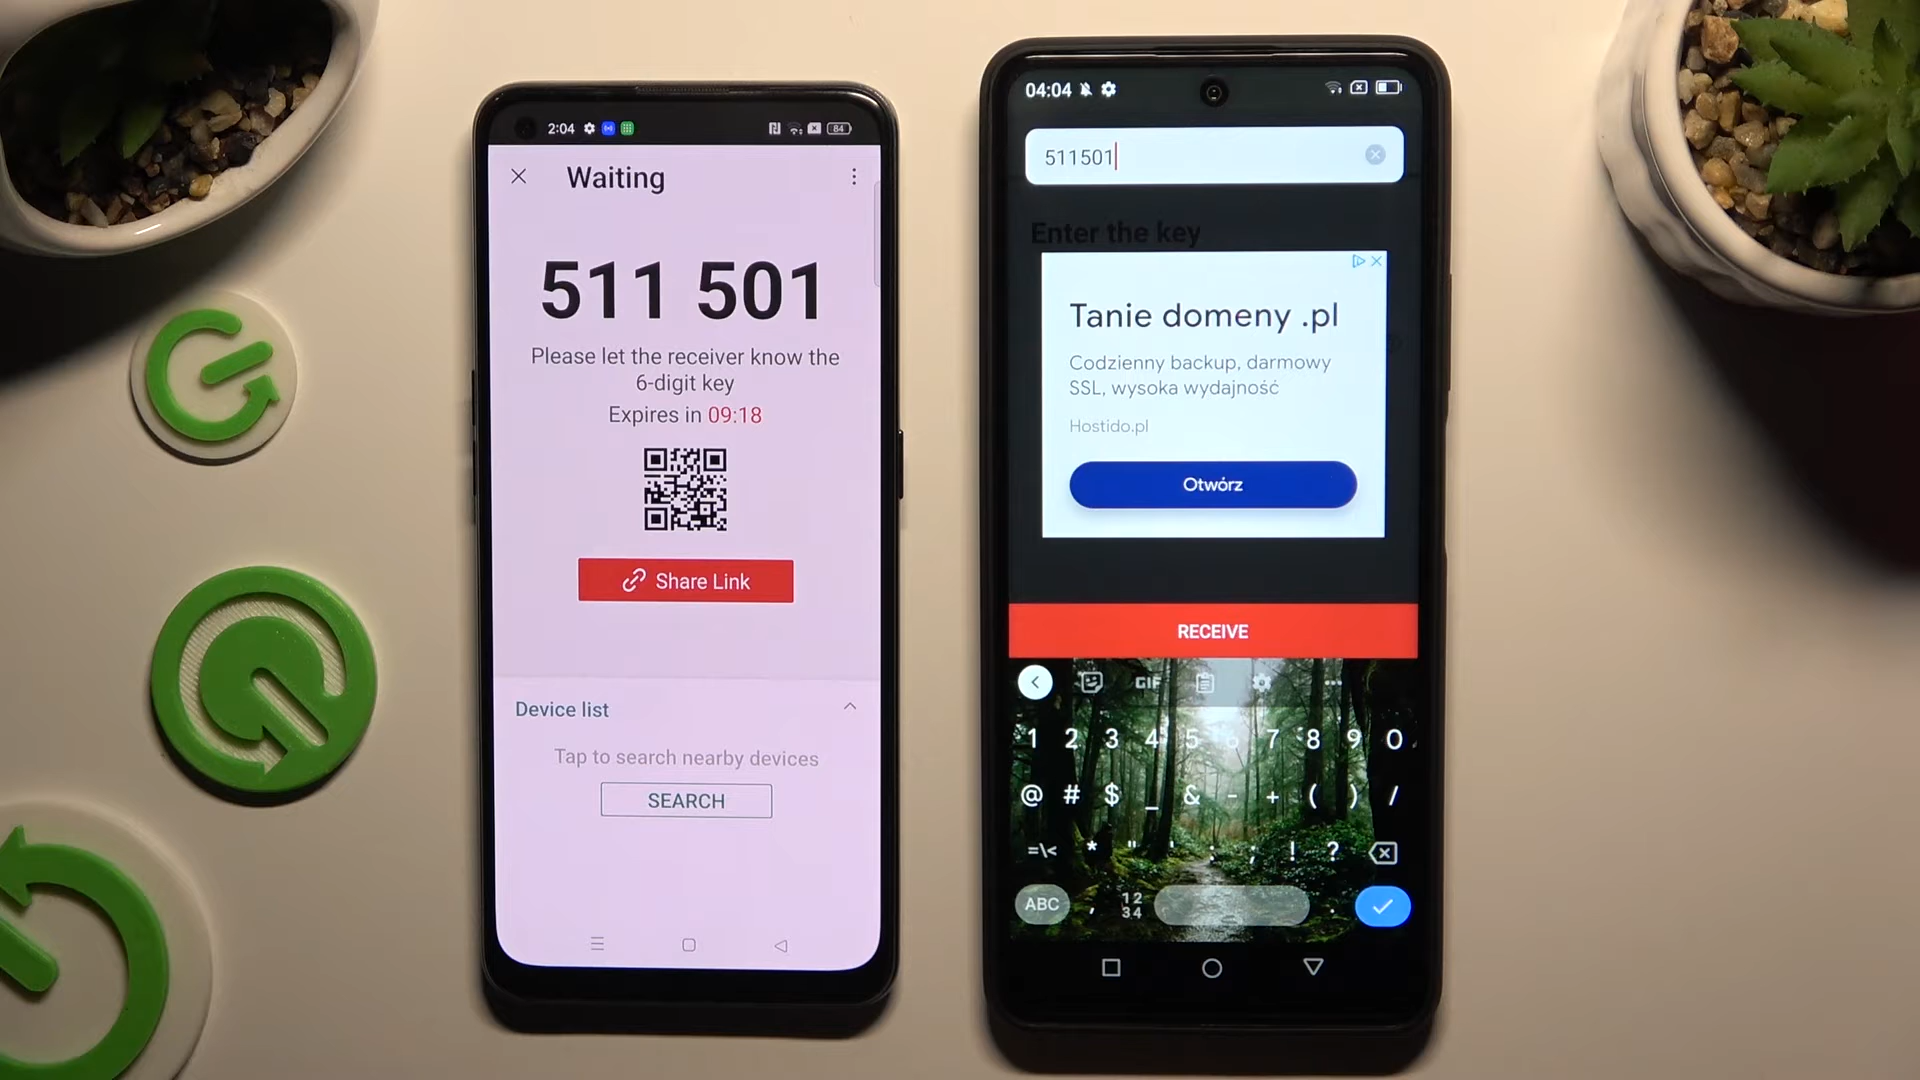 2:04
84
Waiting
511 501
Please let the receiver know the
6-digit key
Expires in 09:18
Share Link
Device list
Tap to search nearby devices
SEARCH
04:04
511501
Enter the key
Tanie domeny .pl
Codzienny backup, darmowy
SSL, wysoka wydajność
Hostido.pl
Otwórz
RECEIVE
GIF
1 2 3 4 5 6 7 8 9 0
@ # $ _ & - + ( ) /
=\< * " ' : ; ! ?
ABC , 12 34 .